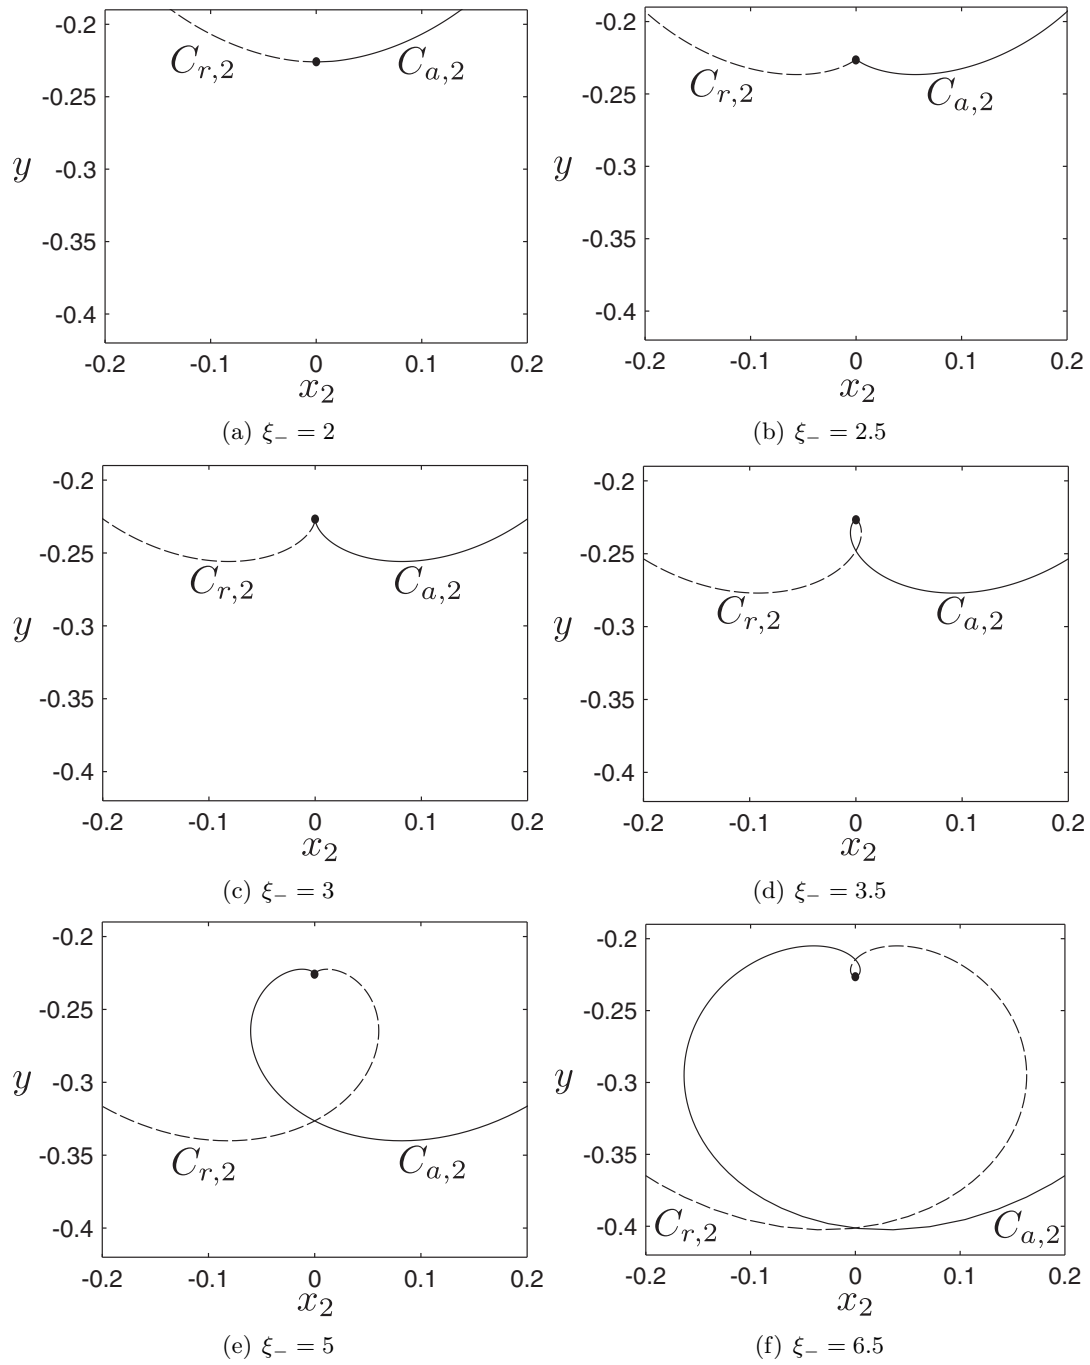 -0.2
-0.25
-0.3
-0.35
-0.4
y
C_{r,2}
C_{a,2}
-0.2 -0.1 0 0.1 0.2
x_2
(a) ξ_− = 2
-0.2
-0.25
-0.3
-0.35
-0.4
y
C_{r,2}
C_{a,2}
-0.2 -0.1 0 0.1 0.2
x_2
(b) ξ_− = 2.5
-0.2
-0.25
-0.3
-0.35
-0.4
y
C_{r,2}
C_{a,2}
-0.2 -0.1 0 0.1 0.2
x_2
(c) ξ_− = 3
-0.2
-0.25
-0.3
-0.35
-0.4
y
C_{r,2}
C_{a,2}
-0.2 -0.1 0 0.1 0.2
x_2
(d) ξ_− = 3.5
-0.2
-0.25
-0.3
-0.35
-0.4
y
C_{r,2}
C_{a,2}
-0.2 -0.1 0 0.1 0.2
x_2
(e) ξ_− = 5
-0.2
-0.25
-0.3
-0.35
-0.4
y
C_{r,2}
C_{a,2}
-0.2 -0.1 0 0.1 0.2
x_2
(f) ξ_− = 6.5